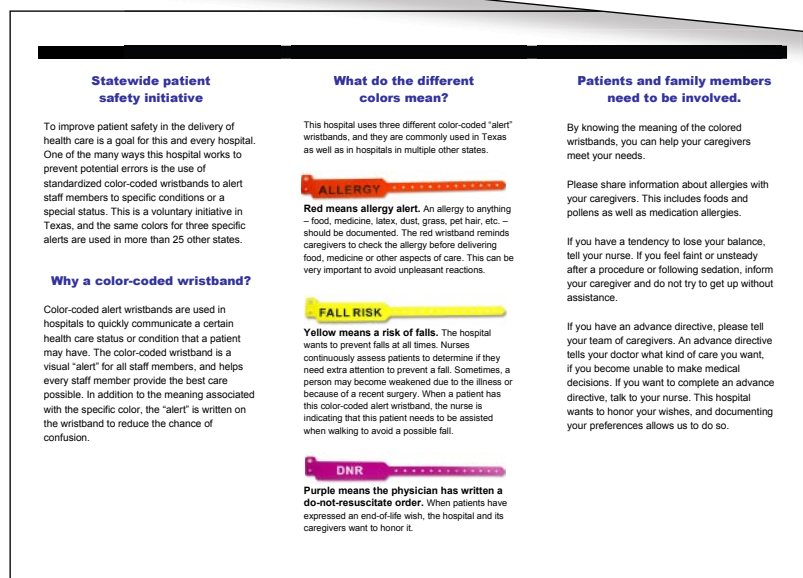 Statewide patient
safety initiative
To improve patient safety in the delivery of
health care is a goal for this and every hospital.
One of the many ways this hospital works to
prevent potential errors is the use of
standardized color-coded wristbands to alert
staff members to specific conditions or a
special status. This is a voluntary initiative in
Texas, and the same colors for three specific
alerts are used in more than 25 other states.
Why a color-coded wristband?
Color-coded alert wristbands are used in
hospitals to quickly communicate a certain
health care status or condition that a patient
may have. The color-coded wristband is a
visual “alert” for all staff members, and helps
every staff member provide the best care
possible. In addition to the meaning associated
with the specific color, the “alert” is written on
the wristband to reduce the chance of
confusion.
What do the different
colors mean?
This hospital uses three different color-coded “alert”
wristbands, and they are commonly used in Texas
as well as in hospitals in multiple other states.
ALLERGY
Red means allergy alert. An allergy to anything
– food, medicine, latex, dust, grass, pet hair, etc. –
should be documented. The red wristband reminds
caregivers to check the allergy before delivering
food, medicine or other aspects of care. This can be
very important to avoid unpleasant reactions.
FALL RISK
Yellow means a risk of falls. The hospital
wants to prevent falls at all times. Nurses
continuously assess patients to determine if they
need extra attention to prevent a fall. Sometimes, a
person may become weakened due to the illness or
because of a recent surgery. When a patient has
this color-coded alert wristband, the nurse is
indicating that this patient needs to be assisted
when walking to avoid a possible fall.
DNR
Purple means the physician has written a
do-not-resuscitate order. When patients have
expressed an end-of-life wish, the hospital and its
caregivers want to honor it.
Patients and family members
need to be involved.
By knowing the meaning of the colored
wristbands, you can help your caregivers
meet your needs.
Please share information about allergies with
your caregivers. This includes foods and
pollens as well as medication allergies.
If you have a tendency to lose your balance,
tell your nurse. If you feel faint or unsteady
after a procedure or following sedation, inform
your caregiver and do not try to get up without
assistance.
If you have an advance directive, please tell
your team of caregivers. An advance directive
tells your doctor what kind of care you want,
if you become unable to make medical
decisions. If you want to complete an advance
directive, talk to your nurse. This hospital
wants to honor your wishes, and documenting
your preferences allows us to do so.